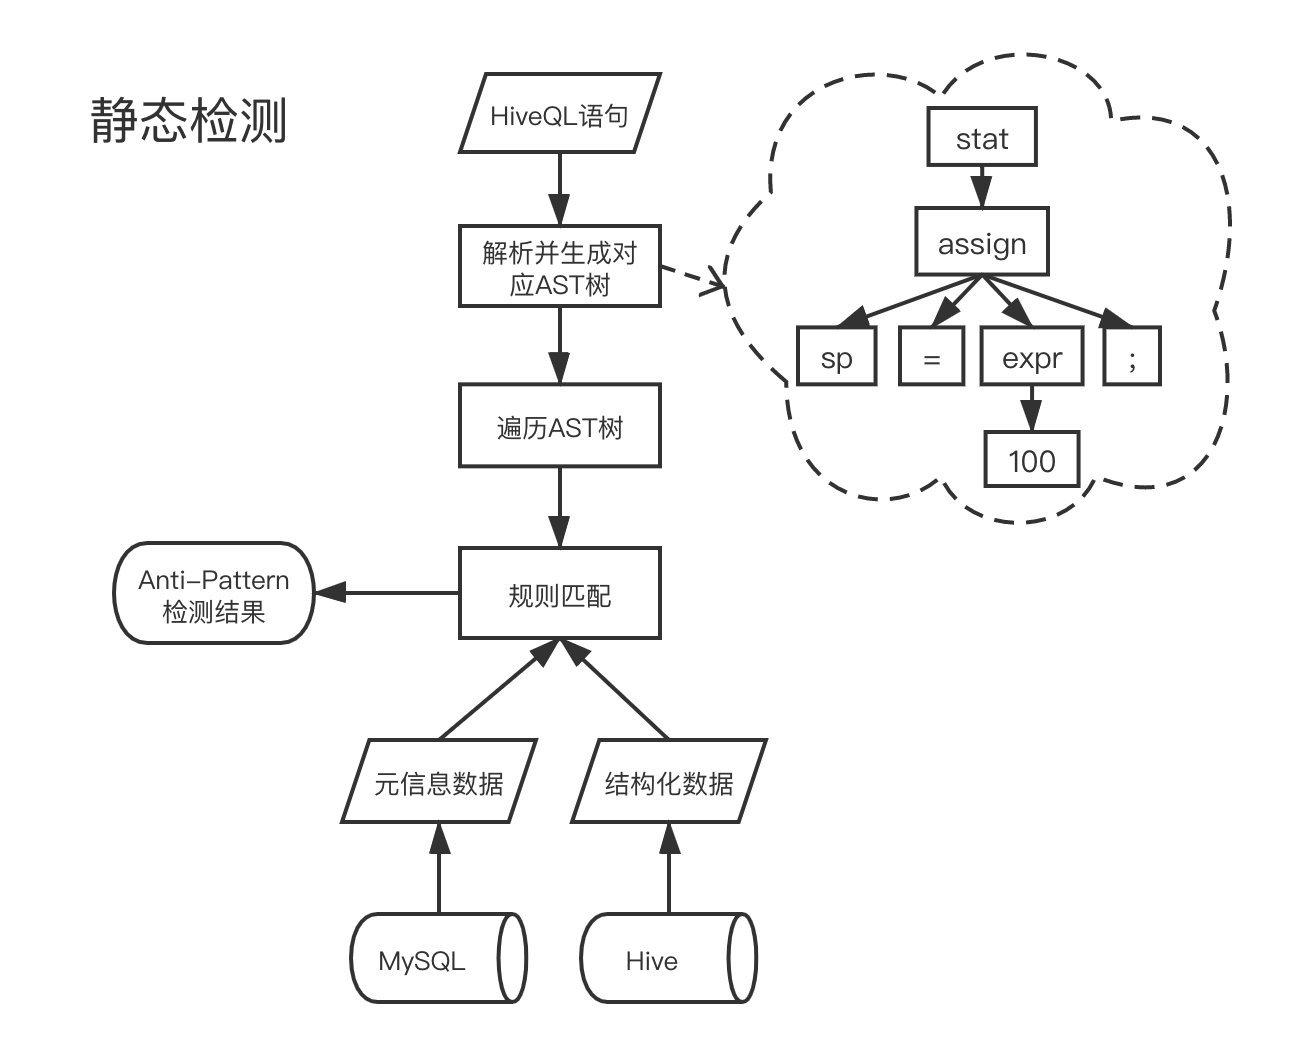 静态检测
HiveQL语句
解析并生成对
应AST树
遍历AST树
规则匹配
Anti-Pattern
检测结果
元信息数据
结构化数据
MySQL
Hive
stat
assign
sp
=
expr
;
100